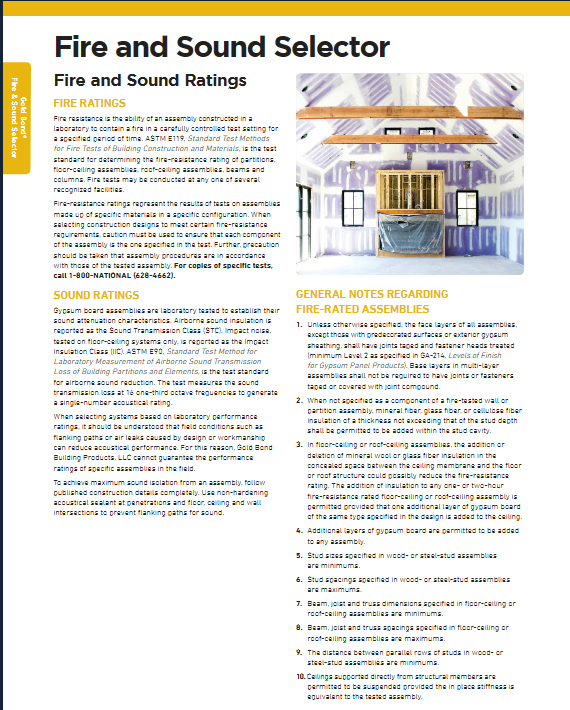 Fire and Sound Selector
Gold Bond®
Fire & Sound Selector
Fire and Sound Ratings
FIRE RATINGS
Fire resistance is the ability of an assembly constructed in a
laboratory to contain a fire in a carefully controlled test setting for
a specified period of time. ASTM E119, Standard Test Methods
for Fire Tests of Building Construction and Materials, is the test
standard for determining the fire-resistance rating of partitions,
floor-ceiling assemblies, roof-ceiling assemblies, beams and
columns. Fire tests may be conducted at any one of several
recognized facilities.
Fire-resistance ratings represent the results of tests on assemblies
made up of specific materials in a specific configuration. When
selecting construction designs to meet certain fire-resistance
requirements, caution must be used to ensure that each component
of the assembly is the one specified in the test. Further, precaution
should be taken that assembly procedures are in accordance
with those of the tested assembly. For copies of specific tests,
call 1-800-NATIONAL (628-4662).
SOUND RATINGS
Gypsum board assemblies are laboratory tested to establish their
sound attenuation characteristics. Airborne sound insulation is
reported as the Sound Transmission Class (STC). Impact noise,
tested on floor-ceiling systems only, is reported as the Impact
Insulation Class (IIC). ASTM E90, Standard Test Method for
Laboratory Measurement of Airborne Sound Transmission
Loss of Building Partitions and Elements, is the test standard
for airborne sound reduction. The test measures the sound
transmission loss at 16 one-third octave frequencies to generate
a single-number acoustical rating.
When selecting systems based on laboratory performance
ratings, it should be understood that field conditions such as
flanking paths or air leaks caused by design or workmanship
can reduce acoustical performance. For this reason, Gold Bond
Building Products, LLC cannot guarantee the performance
ratings of specific assemblies in the field.
To achieve maximum sound isolation from an assembly, follow
published construction details completely. Use non-hardening
acoustical sealant at penetrations and floor, ceiling and wall
intersections to prevent flanking paths for sound.
GENERAL NOTES REGARDING
FIRE-RATED ASSEMBLIES
1. Unless otherwise specified, the face layers of all assemblies,
except those with predecorated surfaces or exterior gypsum
sheathing, shall have joints taped and fastener heads treated
(minimum Level 2 as specified in GA-214, Levels of Finish
for Gypsum Panel Products). Base layers in multi-layer
assemblies shall not be required to have joints or fasteners
taped or covered with joint compound.
2. When not specified as a component of a fire-tested wall or
partition assembly, mineral fiber, glass fiber, or cellulose fiber
insulation of a thickness not exceeding that of the stud depth
shall be permitted to be added within the stud cavity.
3. In floor-ceiling or roof-ceiling assemblies, the addition or
deletion of mineral wool or glass fiber insulation in the
concealed space between the ceiling membrane and the floor
or roof structure could possibly reduce the fire-resistance
rating. The addition of insulation to any one- or two-hour
fire-resistance rated floor-ceiling or roof-ceiling assembly is
permitted provided that one additional layer of gypsum board
of the same type specified in the design is added to the ceiling.
4. Additional layers of gypsum board are permitted to be added
to any assembly.
5. Stud sizes specified in wood- or steel-stud assemblies
are minimums.
6. Stud spacings specified in wood- or steel-stud assemblies
are maximums.
7. Beam, joist and truss dimensions specified in floor-ceiling or
roof-ceiling assemblies are minimums.
8. Beam, joist and truss spacings specified in floor-ceiling or
roof-ceiling assemblies are maximums.
9. The distance between parallel rows of studs in wood- or
steel-stud assemblies are minimums.
10. Ceilings supported directly from structural members are
permitted to be suspended provided the in place stiffness is
equivalent to the tested assembly.